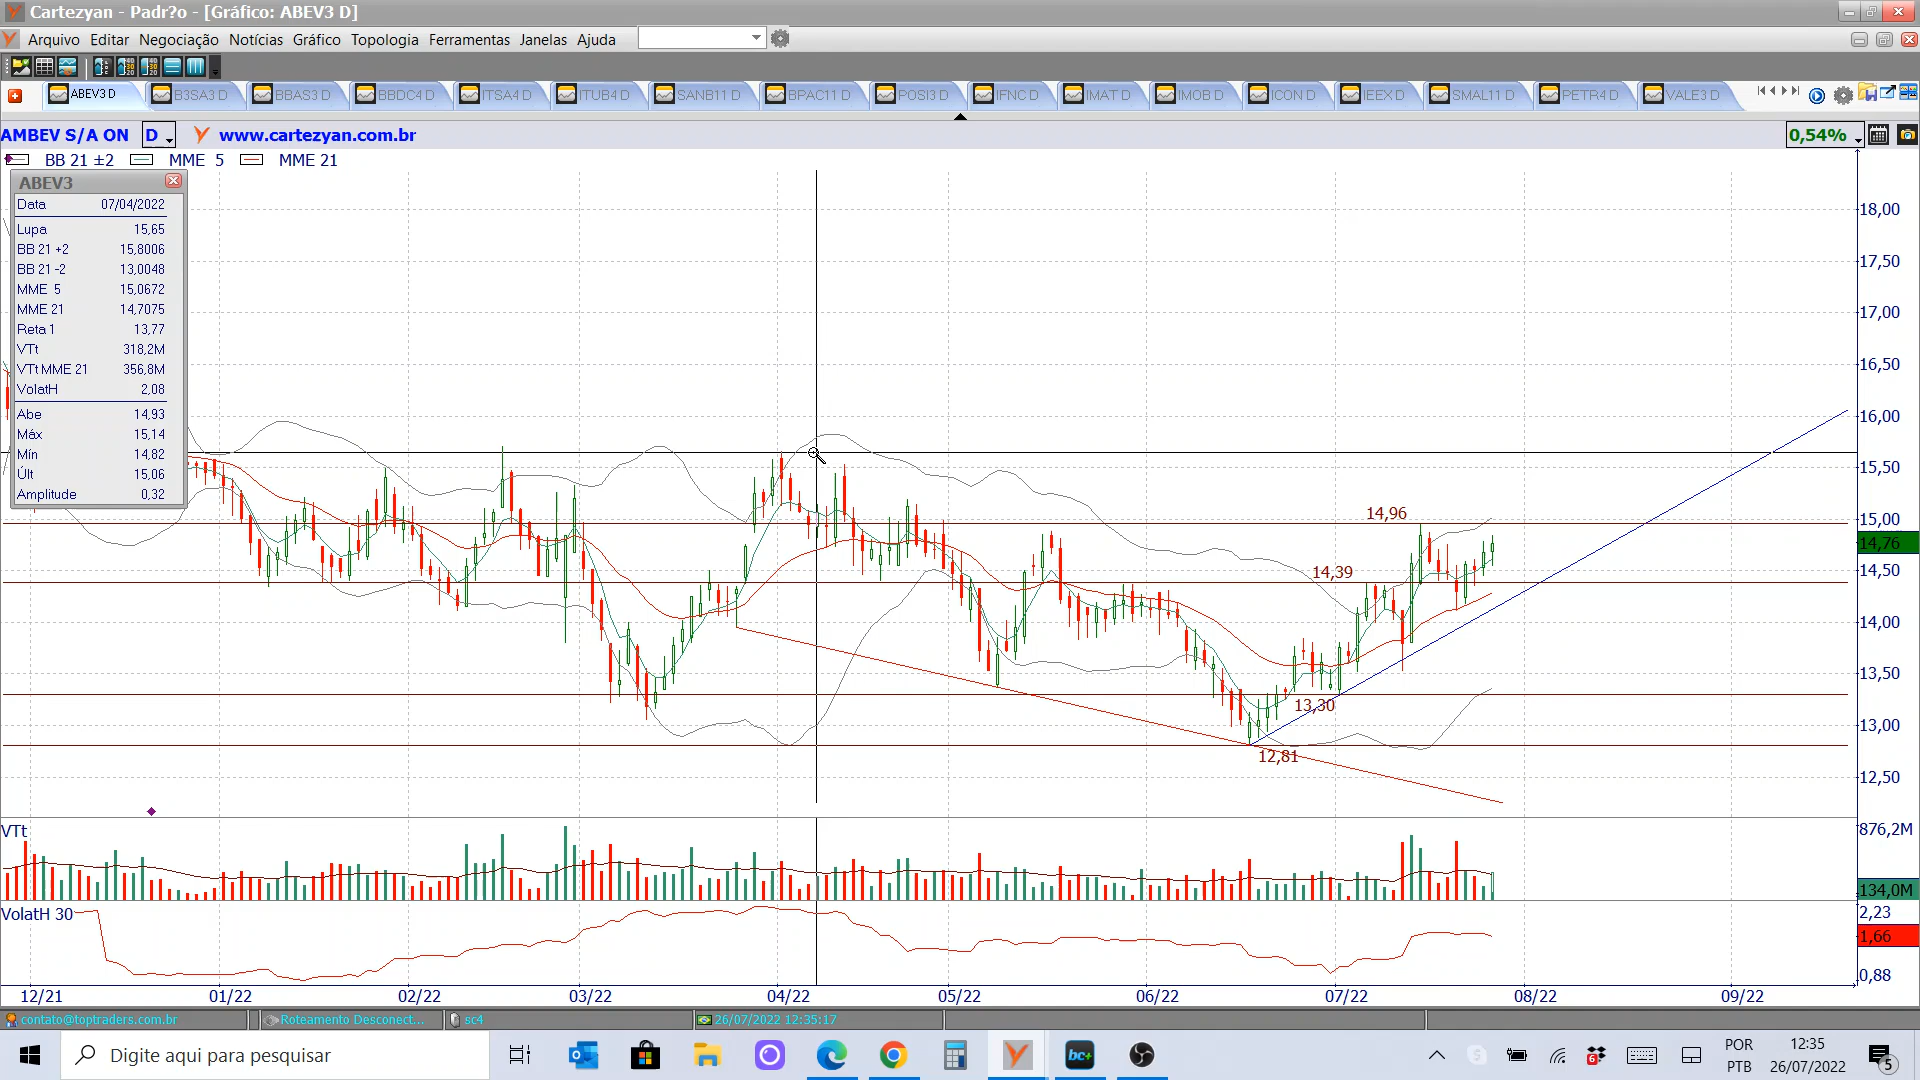 Cartezyan - Padr?o - [Gráfico: ABEV3 D]
Arquivo Editar Negociação Notícias Gráfico Topologia Ferramentas Janelas Ajuda
ABEV3 D B3SA3 D BBAS3 D BBDC4 D ITSA4 D ITUB4 D SANB11 D BPAC11 D POSI3 D IFNC D IMAT D IMOB D ICON D IEEX D SMAL11 D PETR4 D VALE3 D
AMBEV S/A ON D www.cartezyan.com.br 0,54%
BB 21 ±2 MME 5 MME 21
ABEV3
Data 07/04/2022
Lupa 15,65
BB 21 +2 15,8006
BB 21 -2 13,0048
MME 5 15,0672
MME 21 14,7075
Reta 1 13,77
VTt 318,2M
VTt MME 21 356,8M
VolatH 2,08
Abe 14,93
Máx 15,14
Mín 14,82
Últ 15,06
Amplitude 0,32
18,00
17,50
17,00
16,50
16,00
15,50
15,00
14,76
14,50
14,00
13,50
13,00
12,50
14,96
14,39
13,30
12,81
VTt
876,2M
134,0M
VolatH 30
2,23
1,66
0,88
12/21 01/22 02/22 03/22 04/22 05/22 06/22 07/22 08/22 09/22
contato@toptraders.com.br Roteamento Desconect... sc4 26/07/2022 12:35:17
Digite aqui para pesquisar
bc+
6
POR
PTB
12:35
26/07/2022
5